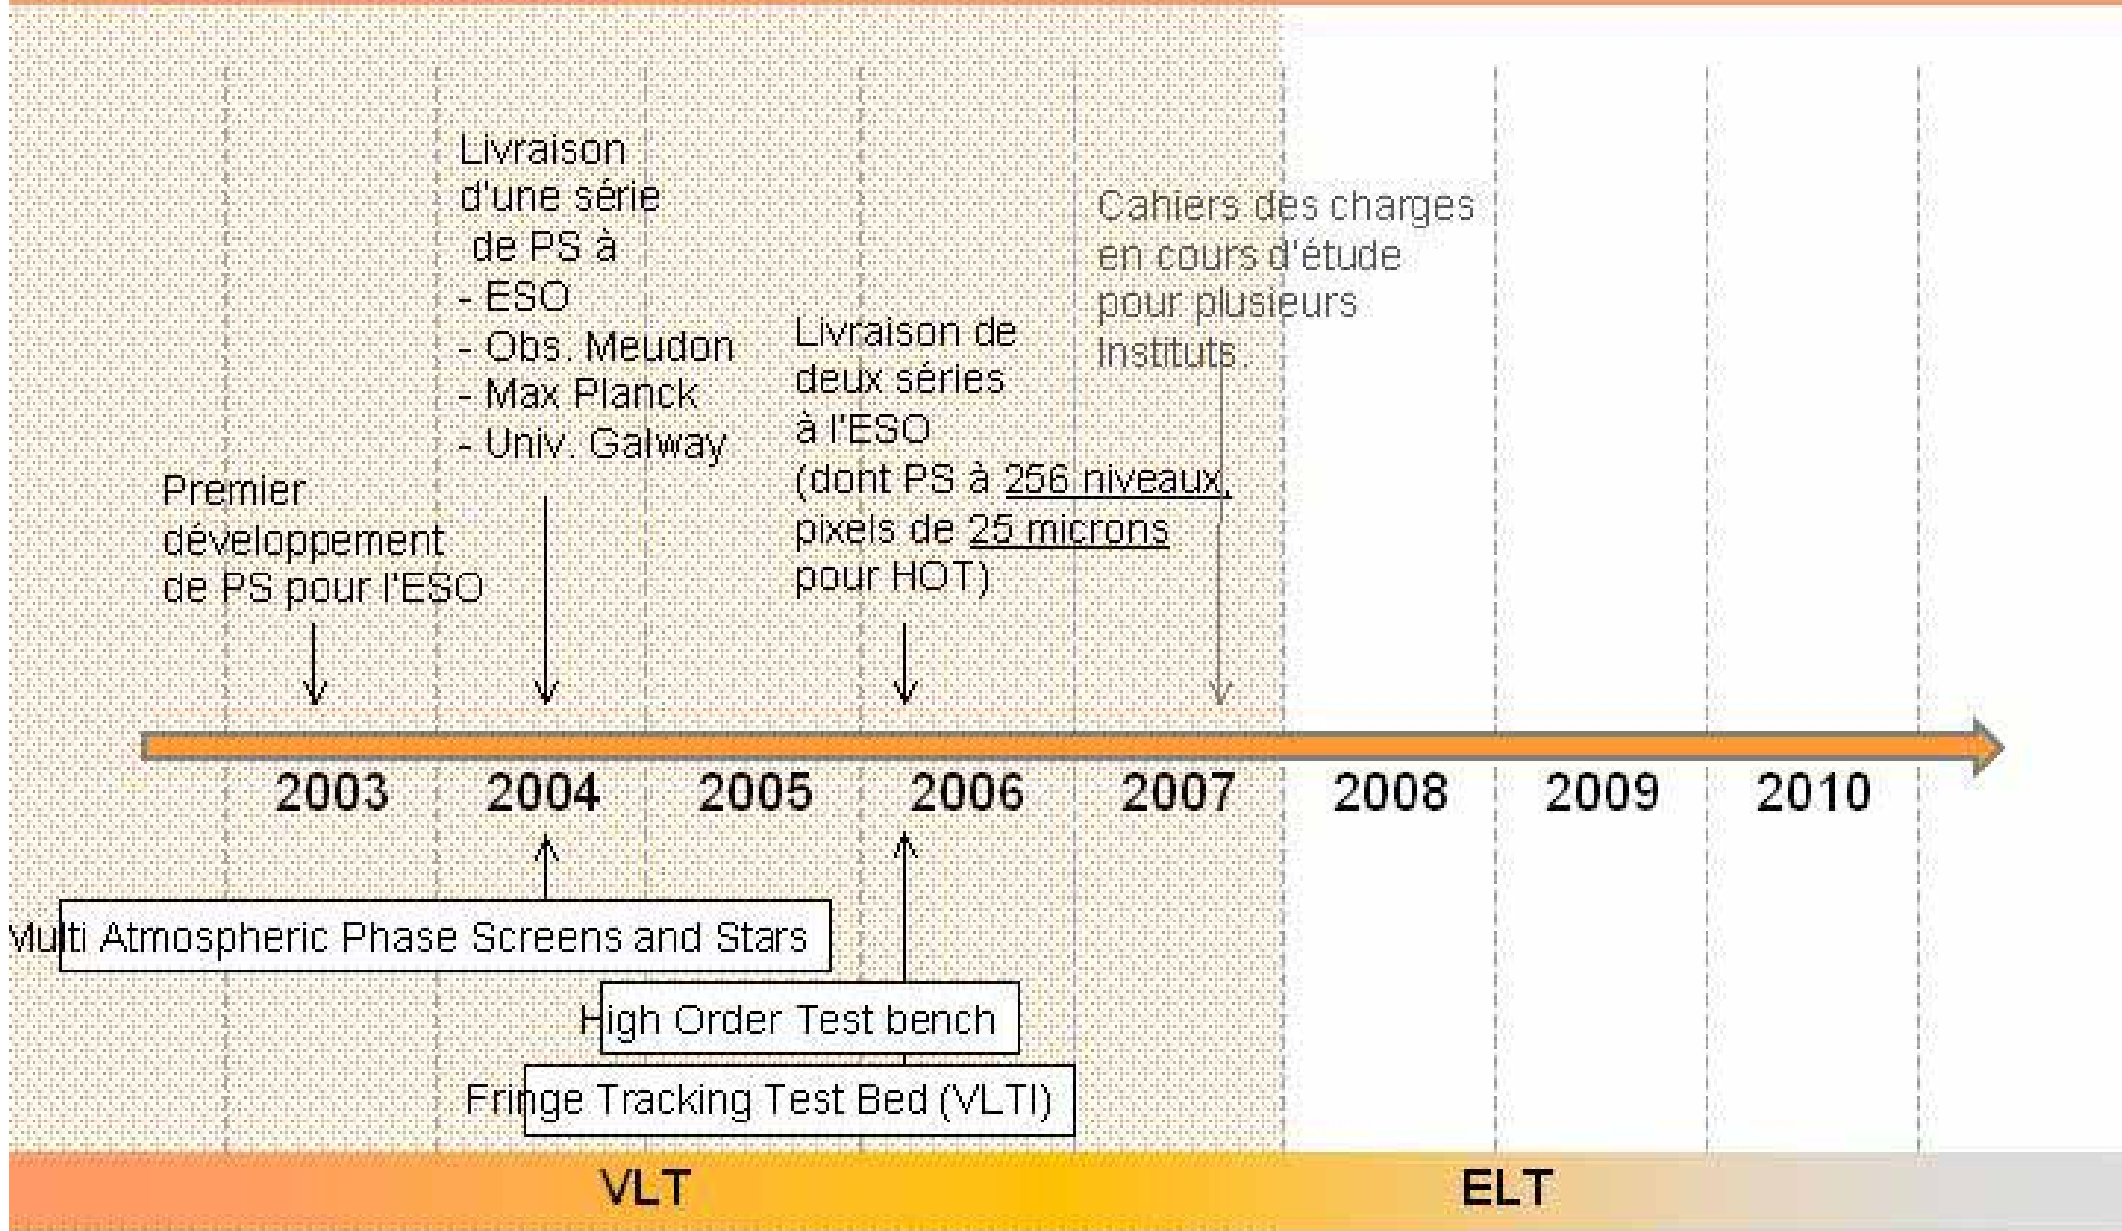 Livraison
d'une série
de PS à
- ESO
- Obs. Meudon
- Max Planck
- Univ. Galway
Cahiers des charges
en cours d'étude
pour plusieurs
instituts.
Livraison de
deux séries
à l'ESO
(dont PS à 256 niveaux,
pixels de 25 microns
pour HOT)
Premier
développement
de PS pour l'ESO
2003 2004 2005 2006 2007 2008 2009 2010
Multi Atmospheric Phase Screens and Stars
High Order Test bench
Fringe Tracking Test Bed (VLTI)
VLT ELT